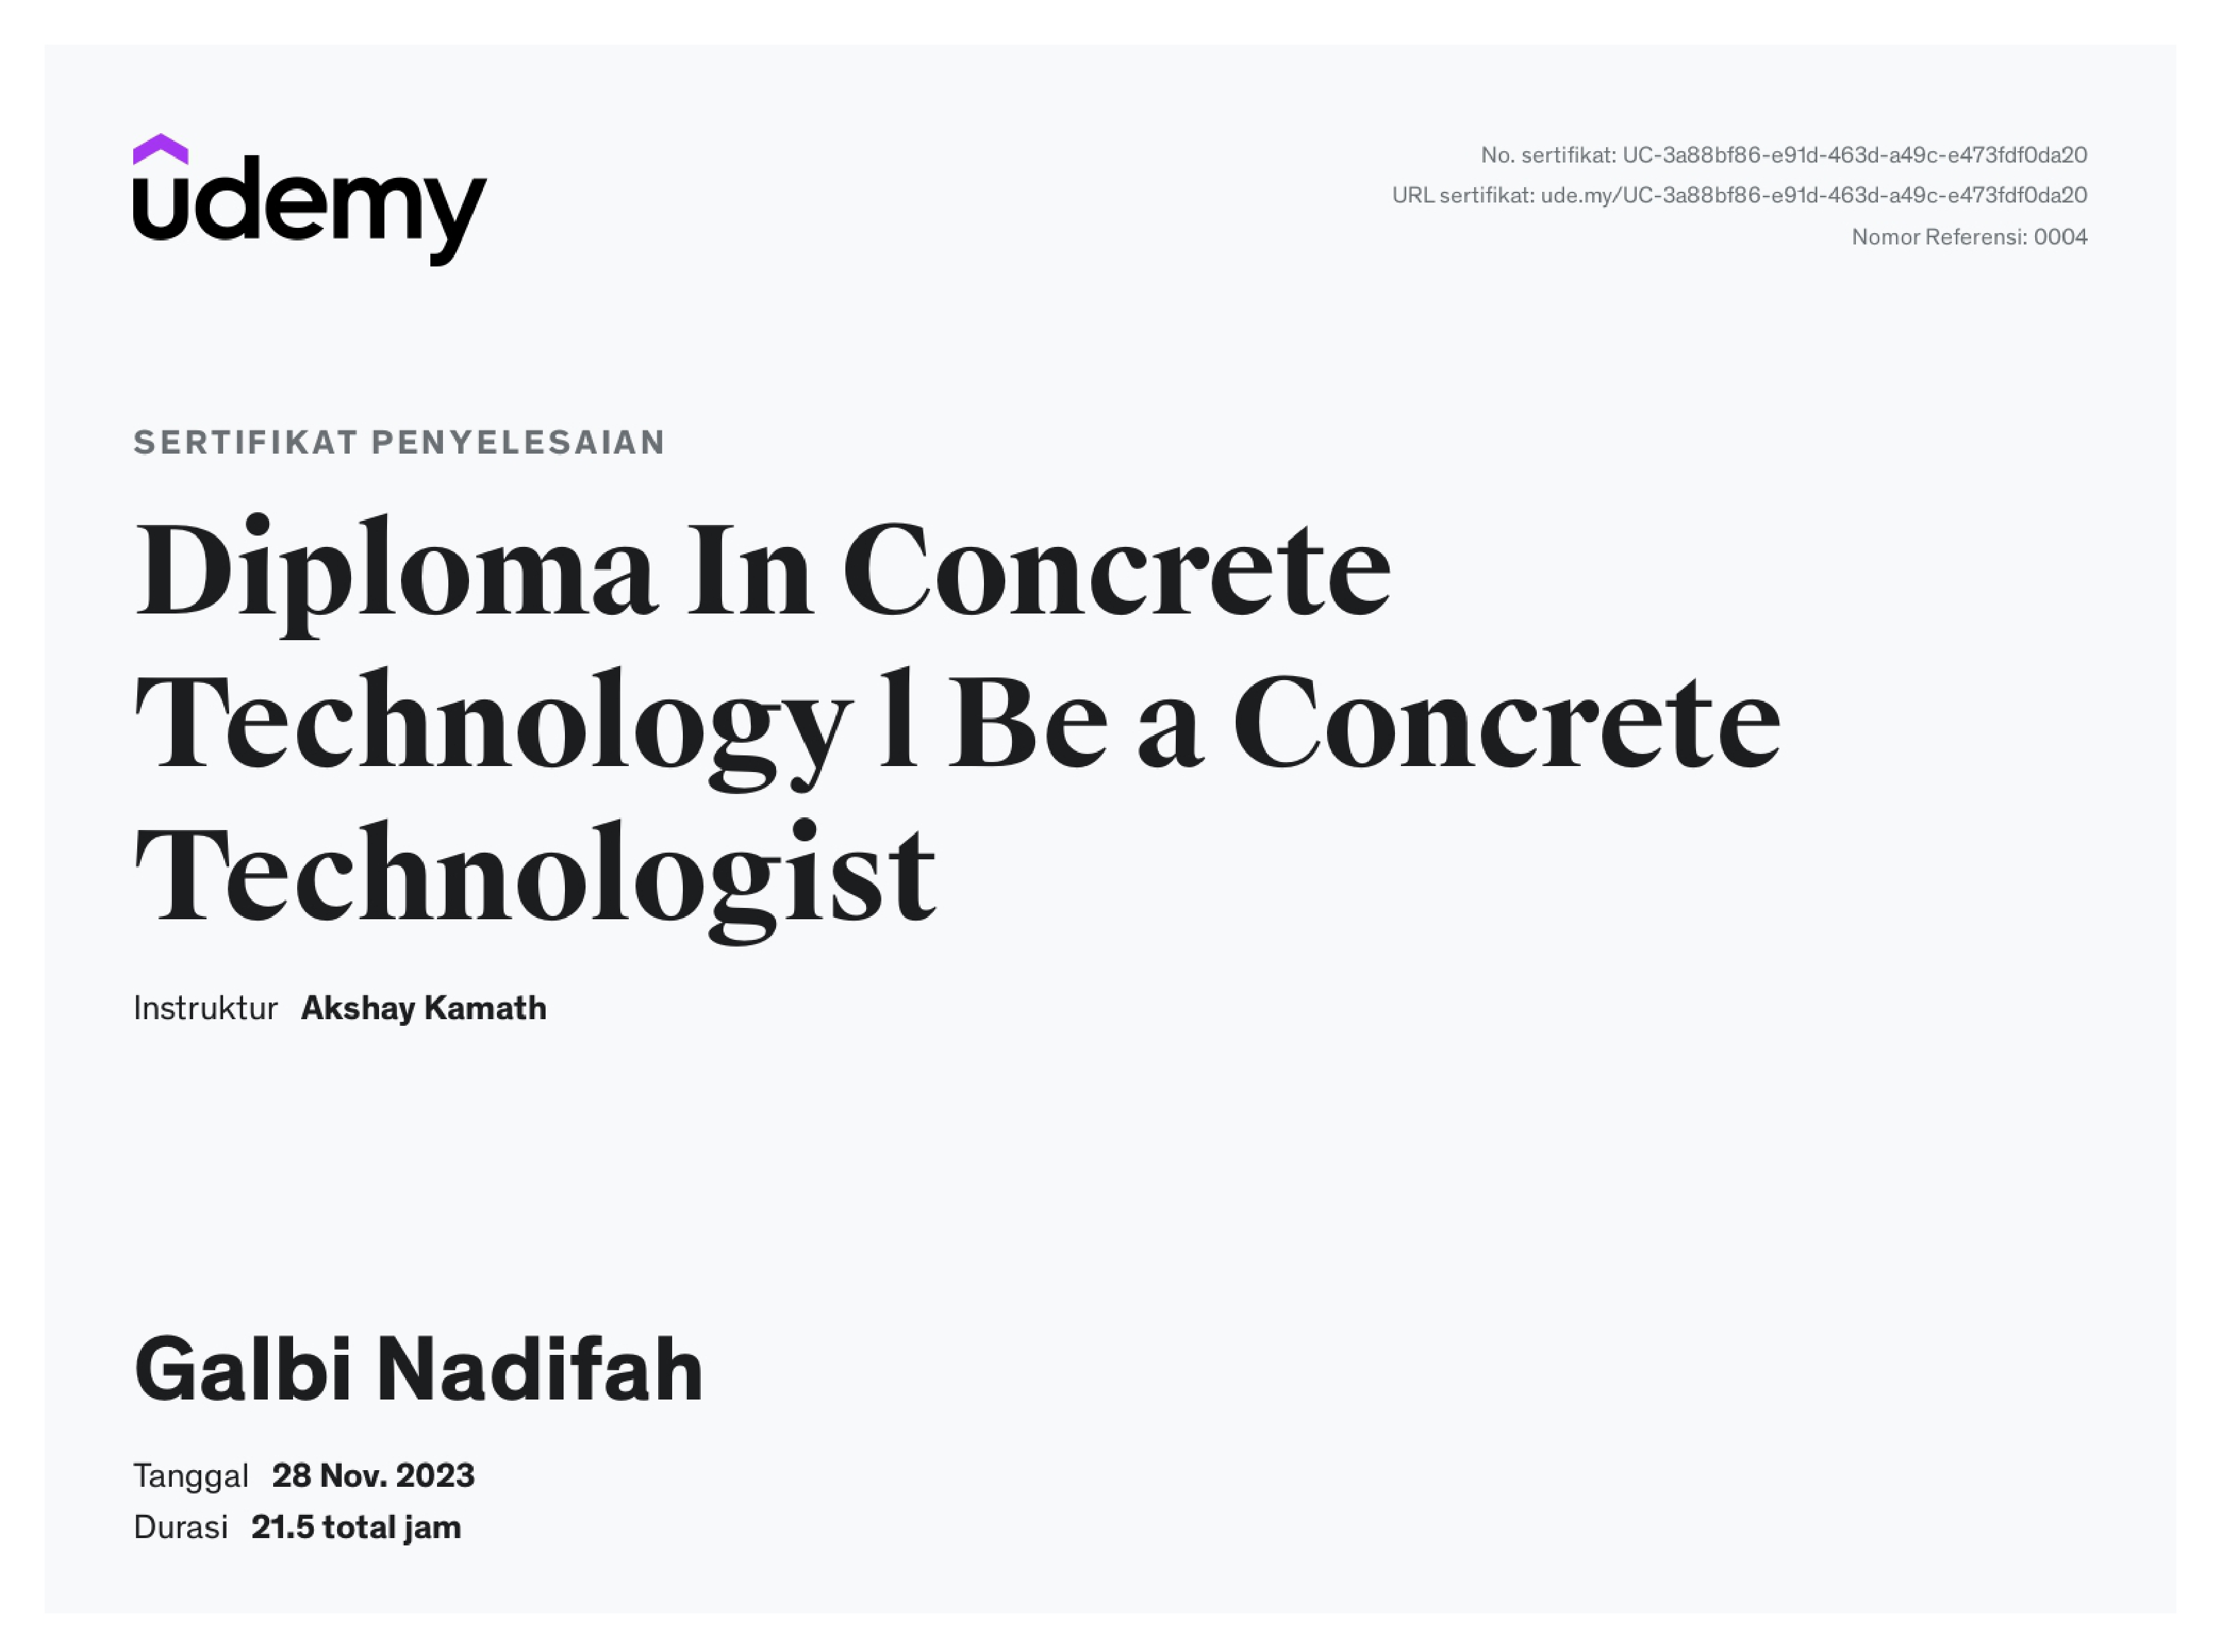 udemy
No. sertifikat: UC-3a88bf86-e91d-463d-a49c-e473fdf0da20
URL sertifikat: ude.my/UC-3a88bf86-e91d-463d-a49c-e473fdf0da20
Nomor Referensi: 0004
SERTIFIKAT PENYELESAIAN
Diploma In Concrete
Technology l Be a Concrete
Technologist
Instruktur Akshay Kamath
Galbi Nadifah
Tanggal 28 Nov. 2023
Durasi 21.5 total jam